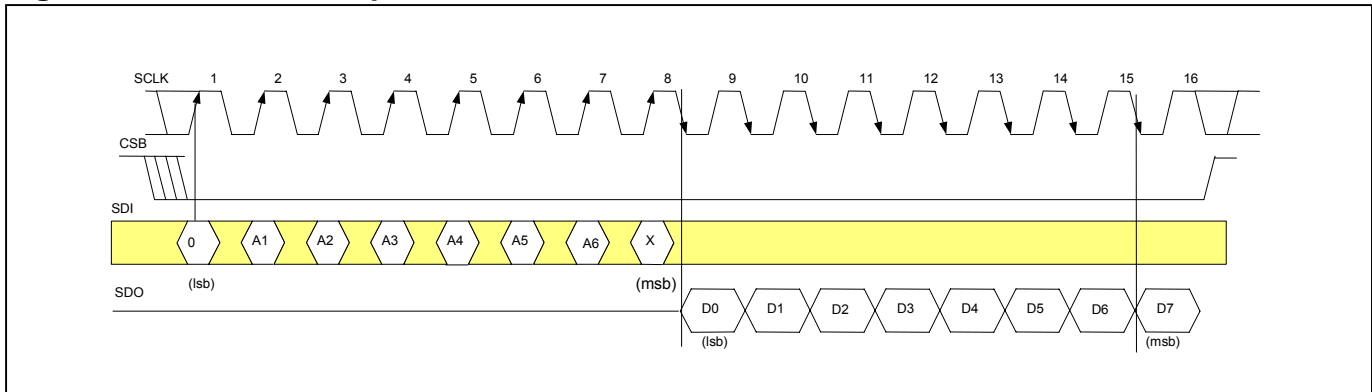 SCLK 1 2 3 4 5 6 7 8 9 10 11 12 13 14 15 16
CSB
SDI
0 A1 A2 A3 A4 A5 A6 X
(lsb) (msb)
SDO
D0 D1 D2 D3 D4 D5 D6 D7
(lsb) (msb)